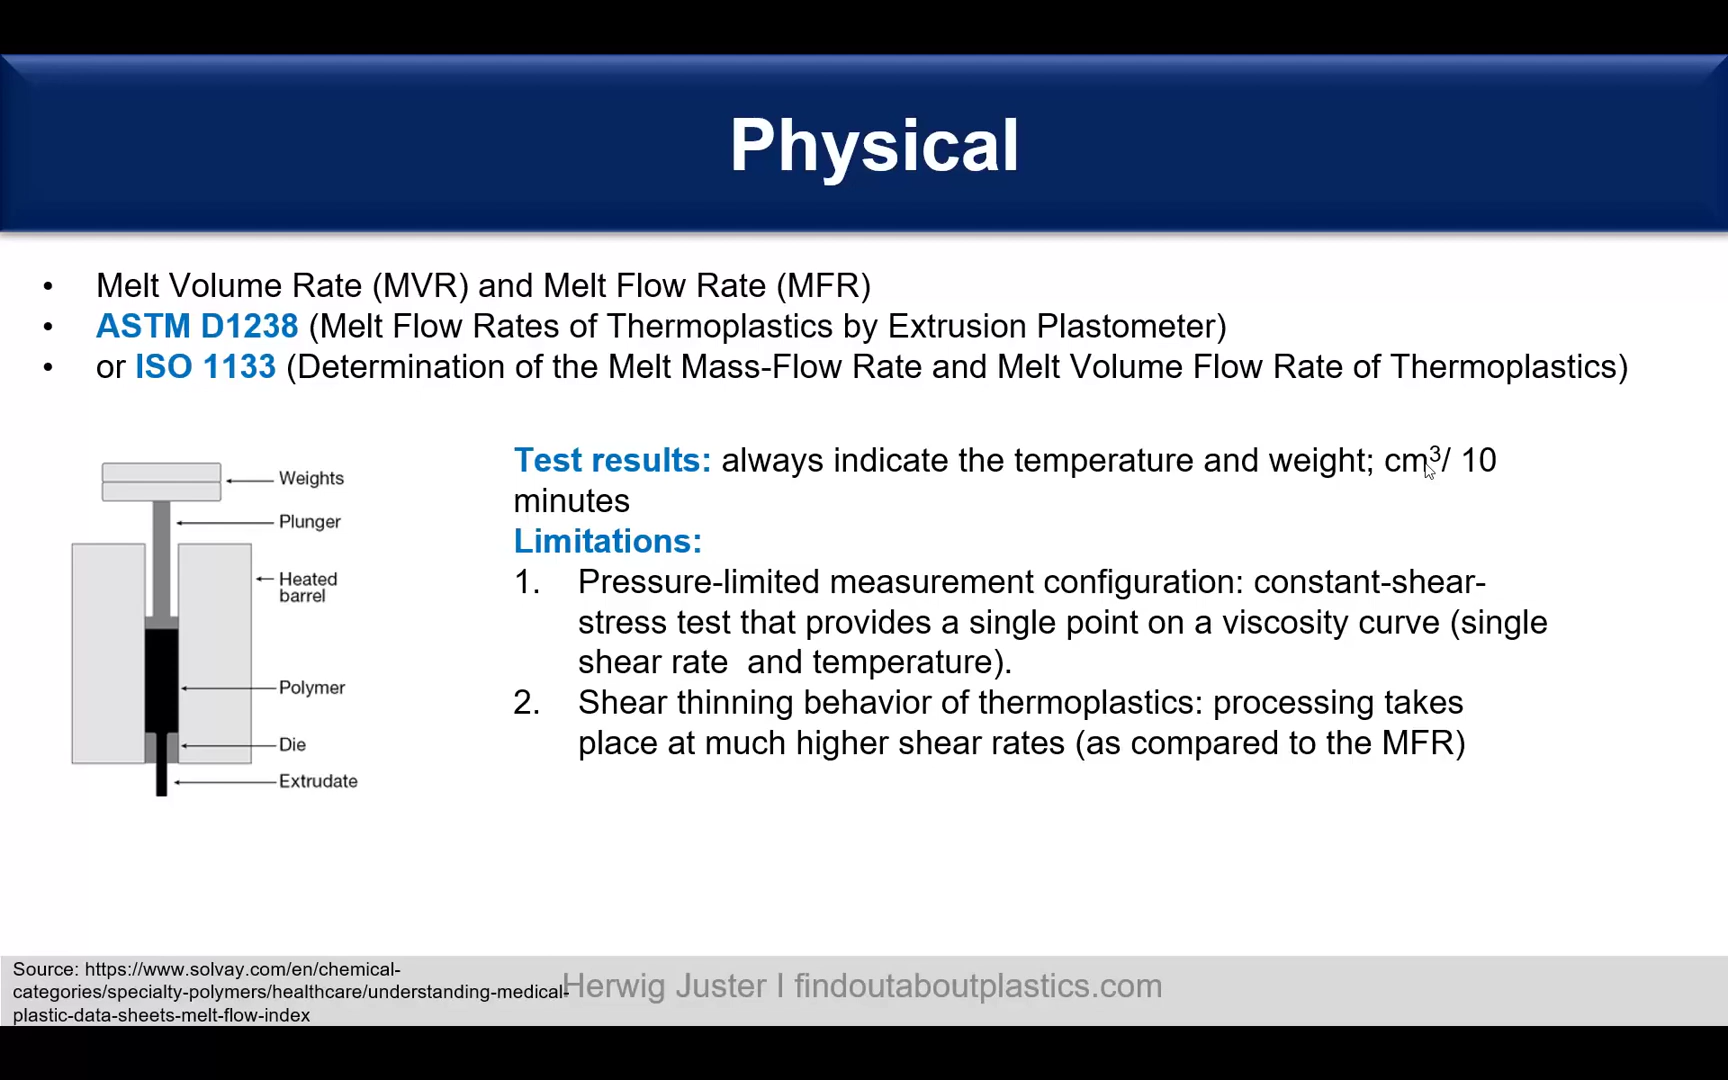 Physical
• Melt Volume Rate (MVR) and Melt Flow Rate (MFR)
• ASTM D1238 (Melt Flow Rates of Thermoplastics by Extrusion Plastometer)
• or ISO 1133 (Determination of the Melt Mass-Flow Rate and Melt Volume Flow Rate of Thermoplastics)
Weights
Plunger
Heated
barrel
Polymer
Die
Extrudate
Test results: always indicate the temperature and weight; cm³/ 10
minutes
Limitations:
1. Pressure-limited measurement configuration: constant-shear-
stress test that provides a single point on a viscosity curve (single
shear rate  and temperature).
2. Shear thinning behavior of thermoplastics: processing takes
place at much higher shear rates (as compared to the MFR)
Source: https://www.solvay.com/en/chemical-
categories/specialty-polymers/healthcare/understanding-medical-
plastic-data-sheets-melt-flow-index
Herwig Juster I findoutaboutplastics.com